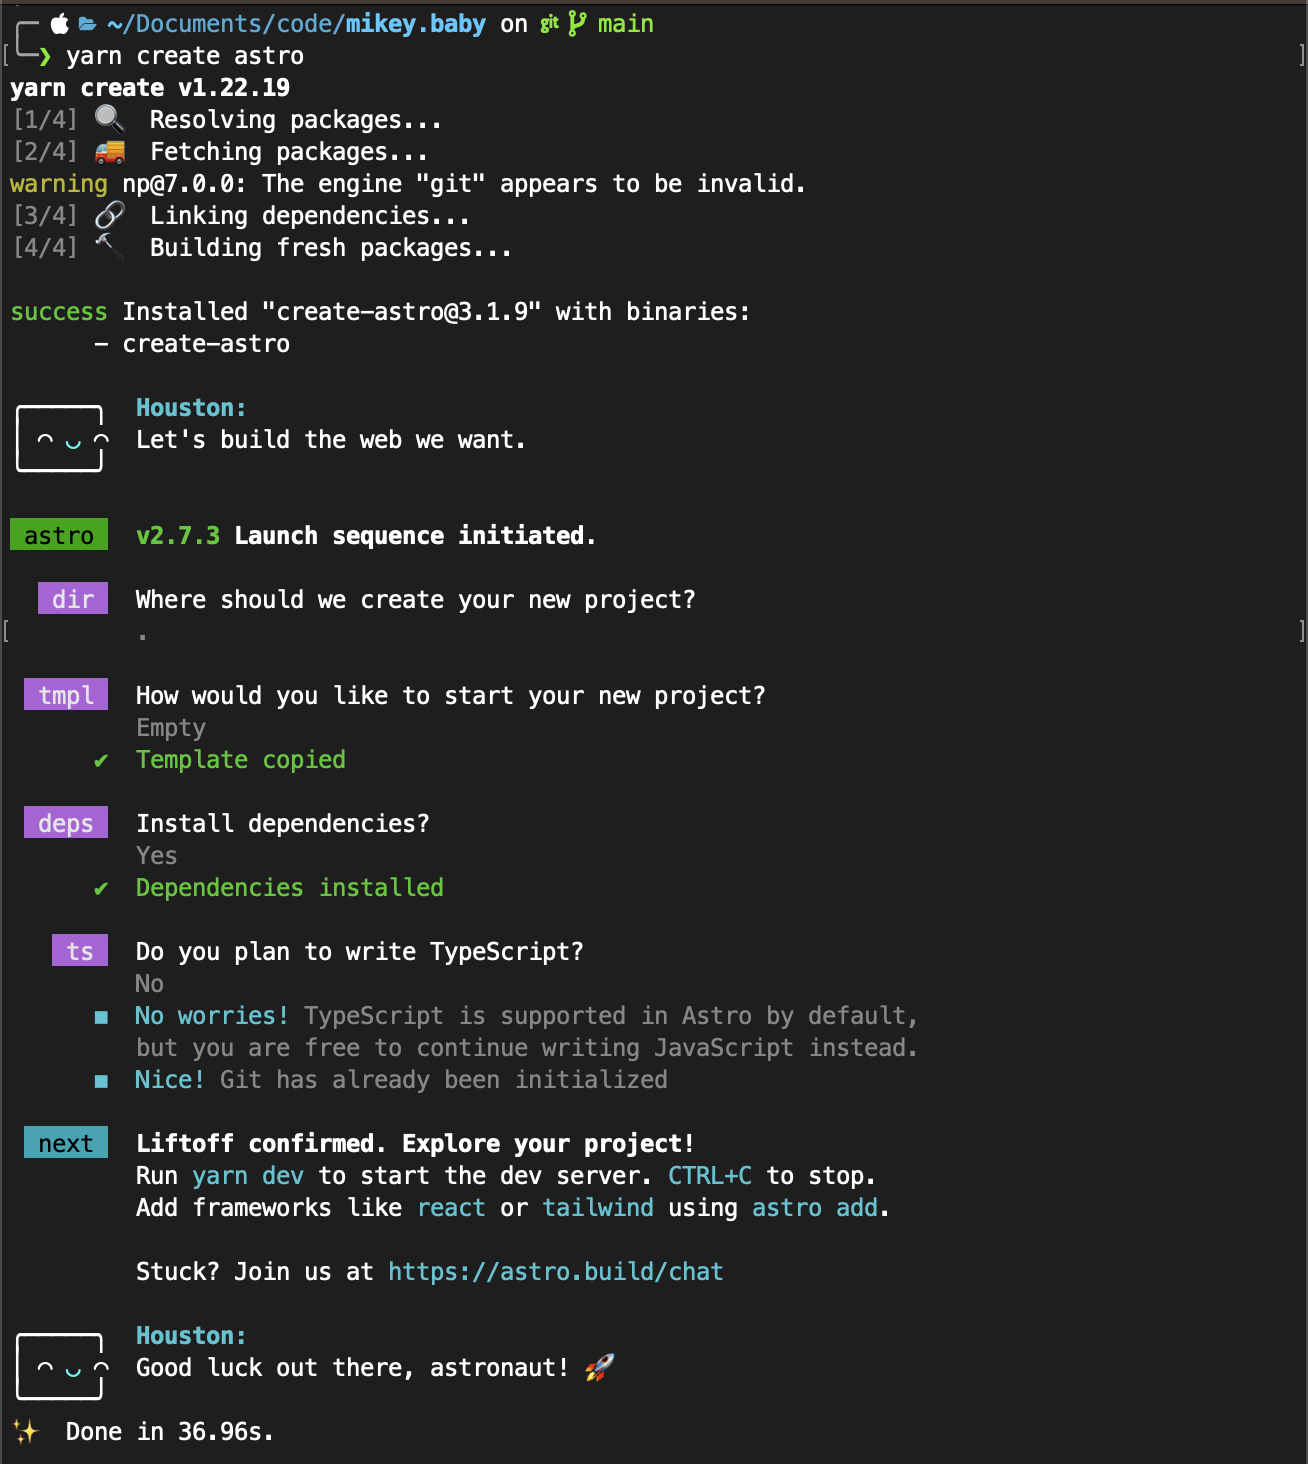 ~/Documents/code/mikey.baby on git main
❯ yarn create astro
yarn create v1.22.19
[1/4] 🔍 Resolving packages...
[2/4] 🚚 Fetching packages...
warning np@7.0.0: The engine "git" appears to be invalid.
[3/4] 🔗 Linking dependencies...
[4/4] 🔨 Building fresh packages...
success Installed "create-astro@3.1.9" with binaries:
- create-astro
Houston:
Let's build the web we want.
astro v2.7.3 Launch sequence initiated.
dir Where should we create your new project?
.
tmpl How would you like to start your new project?
Empty
✔ Template copied
deps Install dependencies?
Yes
✔ Dependencies installed
ts Do you plan to write TypeScript?
No
■ No worries! TypeScript is supported in Astro by default,
but you are free to continue writing JavaScript instead.
■ Nice! Git has already been initialized
next Liftoff confirmed. Explore your project!
Run yarn dev to start the dev server. CTRL+C to stop.
Add frameworks like react or tailwind using astro add.
Stuck? Join us at https://astro.build/chat
Houston:
Good luck out there, astronaut! 🚀
✨ Done in 36.96s.